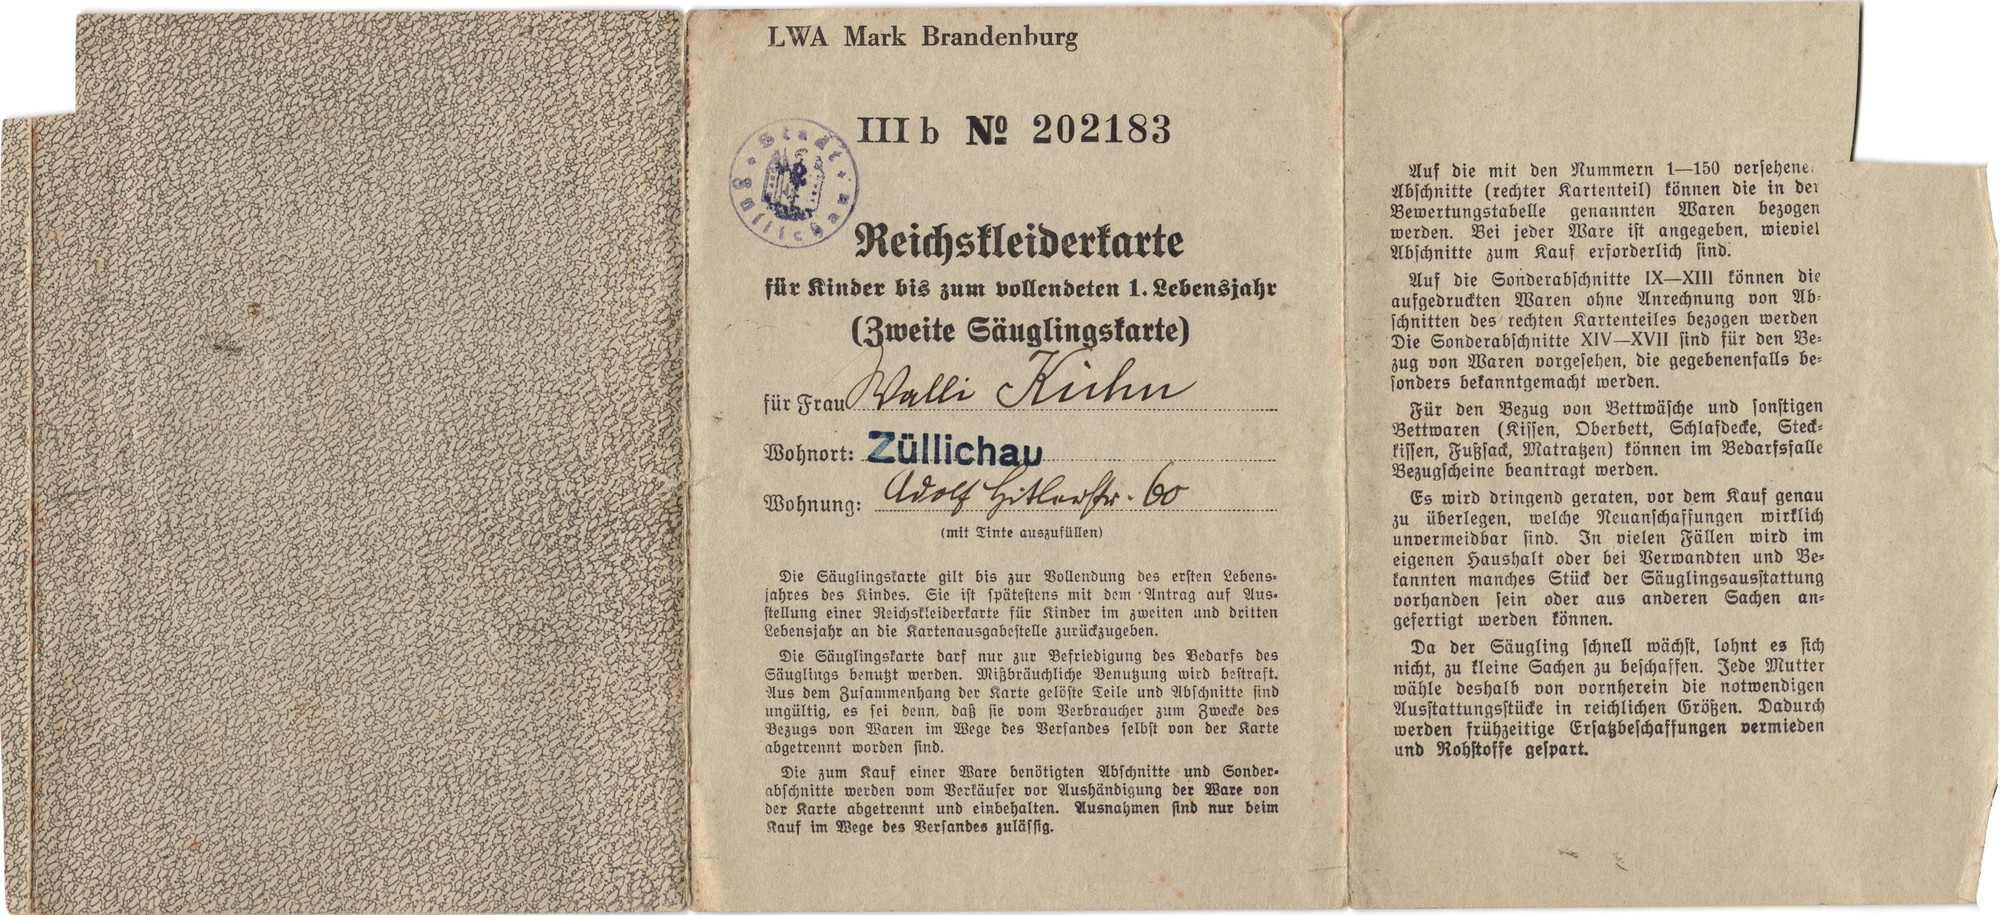 LWA Mark Brandenburg
III b № 202183
Stadt Züllichau
Reichskleiderkarte
für Kinder bis zum vollendeten 1. Lebensjahr
(Zweite Säuglingskarte)
für Frau Walli Kuhn
Wohnort: Züllichau
Wohnung: Adolf Hitlerstr. 60
(mit Tinte auszufüllen)
Die Säuglingskarte gilt bis zur Vollendung des ersten Lebens-
jahres des Kindes. Sie ist spätestens mit dem Antrag auf Aus-
stellung einer Reichskleiderkarte für Kinder im zweiten und dritten
Lebensjahr an die Kartenausgabestelle zurückzugeben.
Die Säuglingskarte darf nur zur Befriedigung des Bedarfs des
Säuglings benutzt werden. Mißbräuchliche Benutzung wird bestraft.
Aus dem Zusammenhang der Karte gelöste Teile und Abschnitte sind
ungültig, es sei denn, daß sie vom Verbraucher zum Zwecke des
Bezugs von Waren im Wege des Versandes selbst von der Karte
abgetrennt worden sind.
Die zum Kauf einer Ware benötigten Abschnitte und Sonder-
abschnitte werden vom Verkäufer vor Aushändigung der Ware von
der Karte abgetrennt und einbehalten. Ausnahmen sind nur beim
Kauf im Wege des Versandes zulässig.
Auf die mit den Nummern 1—150 versehene
Abschnitte (rechter Kartenteil) können die in der
Bewertungstabelle genannten Waren bezogen
werden. Bei jeder Ware ist angegeben, wieviel
Abschnitte zum Kauf erforderlich sind.
Auf die Sonderabschnitte IX—XIII können die
aufgedruckten Waren ohne Anrechnung von Ab-
schnitten des rechten Kartenteiles bezogen werden
Die Sonderabschnitte XIV—XVII sind für den Be-
zug von Waren vorgesehen, die gegebenenfalls be-
sonders bekanntgemacht werden.
Für den Bezug von Bettwäsche und sonstigen
Bettwaren (Kissen, Oberbett, Schlafdecke, Steck-
kissen, Fußsack, Matratzen) können im Bedarfsfalle
Bezugscheine beantragt werden.
Es wird dringend geraten, vor dem Kauf genau
zu überlegen, welche Neuanschaffungen wirklich
unvermeidbar sind. In vielen Fällen wird im
eigenen Haushalt oder bei Verwandten und Be-
kannten manches Stück der Säuglingsausstattung
vorhanden sein oder aus anderen Sachen an-
gefertigt werden können.
Da der Säugling schnell wächst, lohnt es sich
nicht, zu kleine Sachen zu beschaffen. Jede Mutter
wähle deshalb von vornherein die notwendigen
Ausstattungsstücke in reichlichen Größen. Dadurch
werden frühzeitige Ersatzbeschaffungen vermieden
und Rohstoffe gespart.